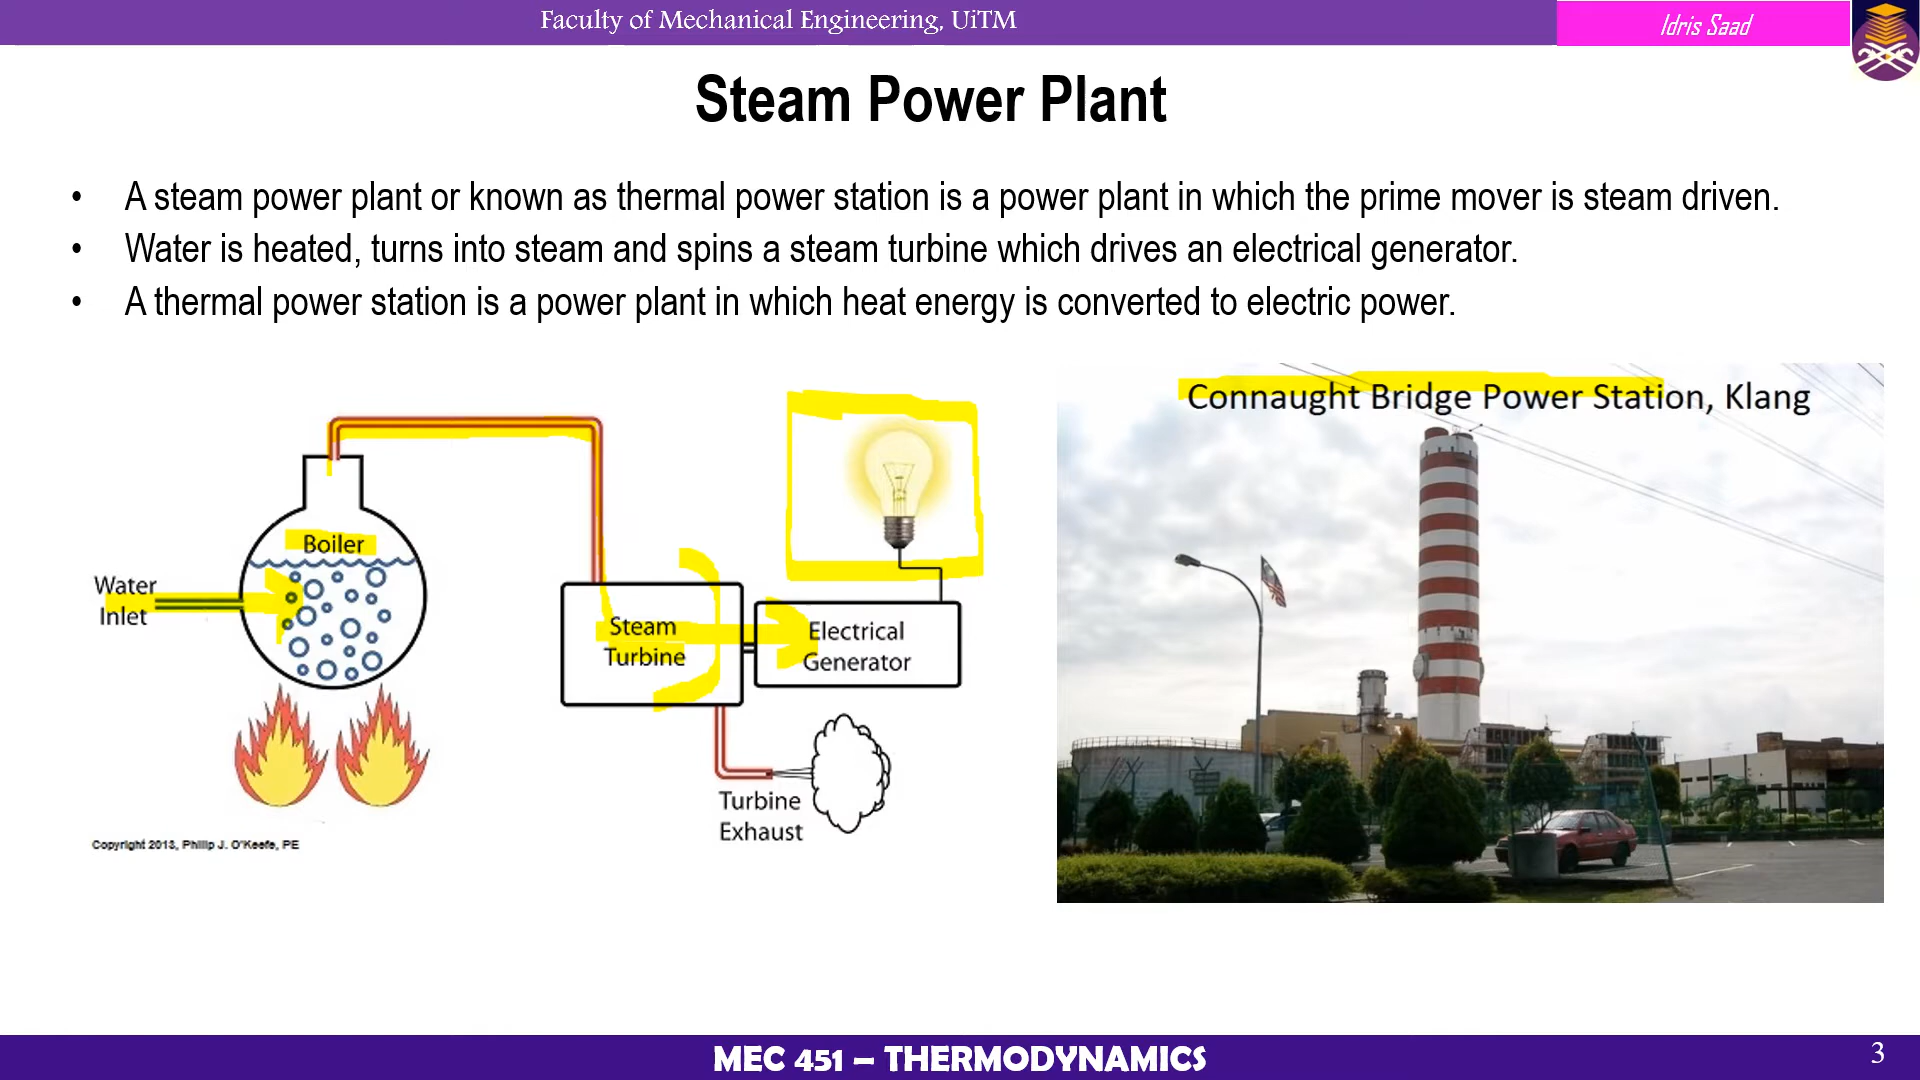 Faculty of Mechanical Engineering, UiTM
Idris Saad
Steam Power Plant
• A steam power plant or known as thermal power station is a power plant in which the prime mover is steam driven.
• Water is heated, turns into steam and spins a steam turbine which drives an electrical generator.
• A thermal power station is a power plant in which heat energy is converted to electric power.
Boiler
Water
Inlet
Steam
Turbine
Electrical
Generator
Turbine
Exhaust
Copyright 2013, Philip J. O'Keefe, PE
Connaught Bridge Power Station, Klang
MEC 451 – THERMODYNAMICS
3